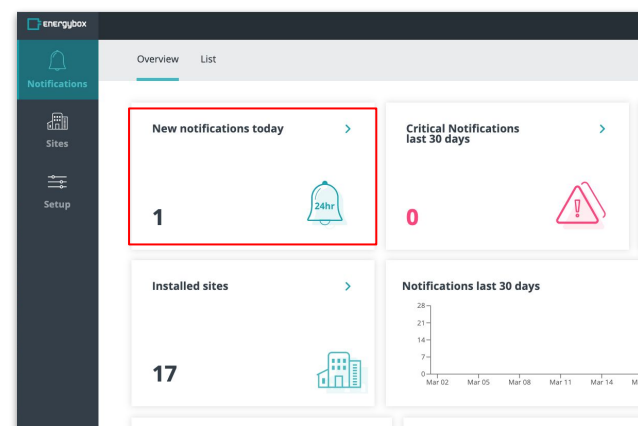 ENERGYBOX
Notifications
Sites
Setup
Overview List
New notifications today
24hr
1
Critical Notifications
last 30 days
0
Installed sites
17
Notifications last 30 days
28
21
14
7
0
Mar 02 Mar 05 Mar 08 Mar 11 Mar 14